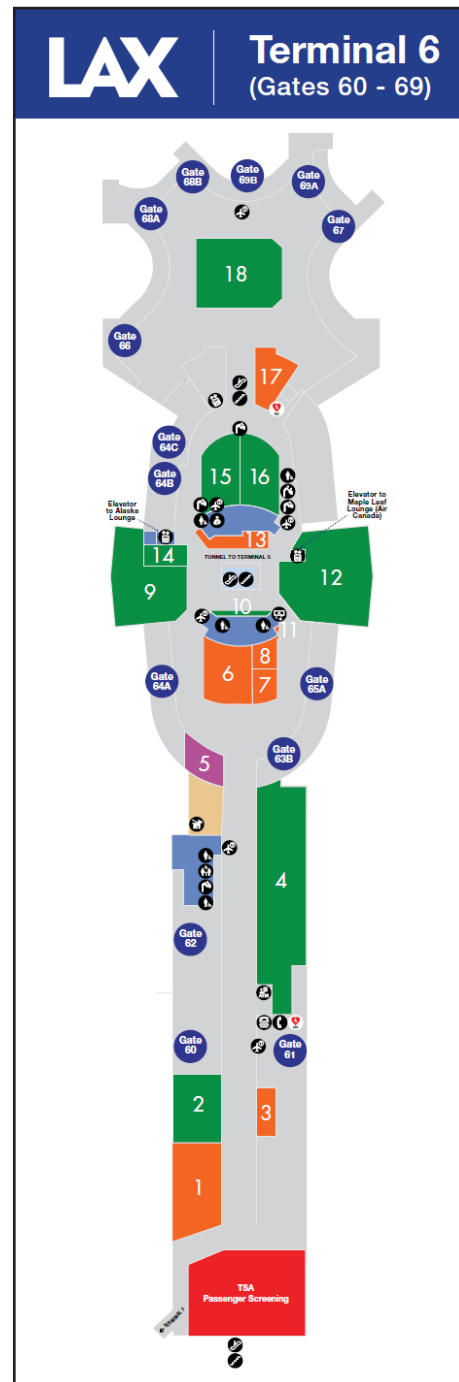 LAX
Terminal 6
(Gates 60 - 69)
Gate
68B
Gate
69B
Gate
69A
Gate
68A
Gate
67
18
Gate
66
17
Gate
64C
15
16
Gate
64B
Elevator
to Alaska
Lounge
Elevator to
Maple Leaf
Lounge (Air
Canada)
13
TUNNEL TO TERMINAL 5
14
9
12
10
11
6
8
7
Gate
64A
Gate
65A
5
Gate
63B
4
Gate
62
ATM
Gate
60
Gate
61
2
3
1
TSA
Passenger Screening